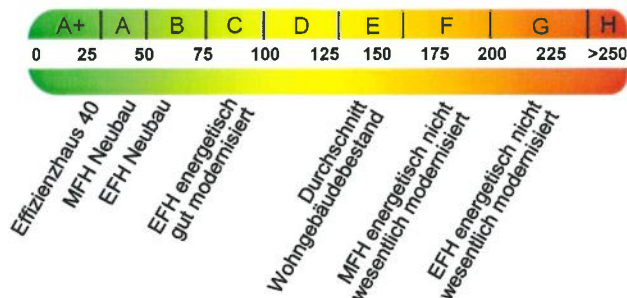 A+ A B C D E F G H
0 25 50 75 100 125 150 175 200 225 >250
Effizienzhaus 40
MFH Neubau
EFH Neubau
EFH energetisch
gut modernisiert
Durchschnitt
Wohngebäudebestand
MFH energetisch nicht
wesentlich modernisiert
EFH energetisch nicht
wesentlich modernisiert